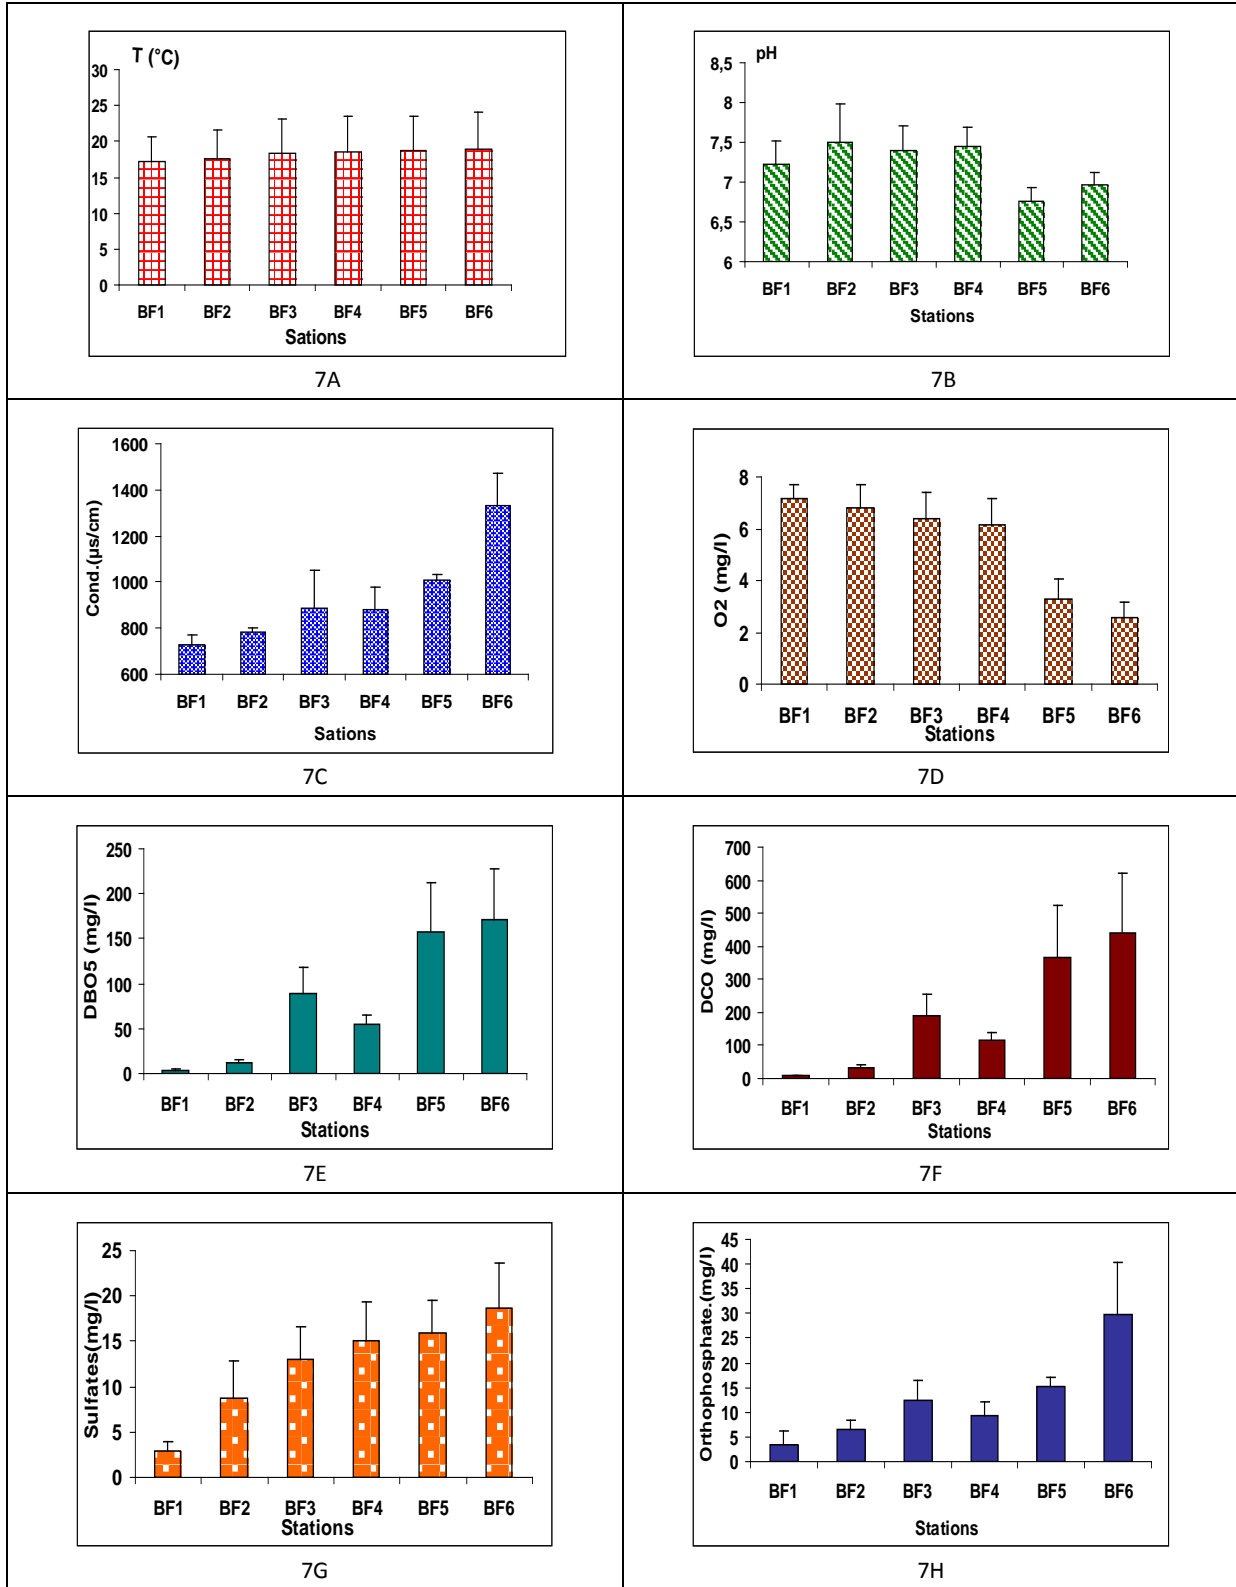 T (°C)
30
25
20
15
10
5
0
BF1 BF2 BF3 BF4 BF5 BF6
Sations
7A
pH
8,5
8
7,5
7
6,5
6
BF1 BF2 BF3 BF4 BF5 BF6
Stations
7B
Cond.(µs/cm)
1600
1400
1200
1000
800
600
BF1 BF2 BF3 BF4 BF5 BF6
Sations
7C
O2 (mg/l)
8
6
4
2
0
BF1 BF2 BF3 BF4 BF5 BF6
Stations
7D
DBO5 (mg/l)
250
200
150
100
50
0
BF1 BF2 BF3 BF4 BF5 BF6
Stations
7E
DCO (mg/l)
700
600
500
400
300
200
100
0
BF1 BF2 BF3 BF4 BF5 BF6
Stations
7F
Sulfates(mg/l)
25
20
15
10
5
0
BF1 BF2 BF3 BF4 BF5 BF6
Stations
7G
Orthophosphate.(mg/l)
45
40
35
30
25
20
15
10
5
0
BF1 BF2 BF3 BF4 BF5 BF6
Stations
7H